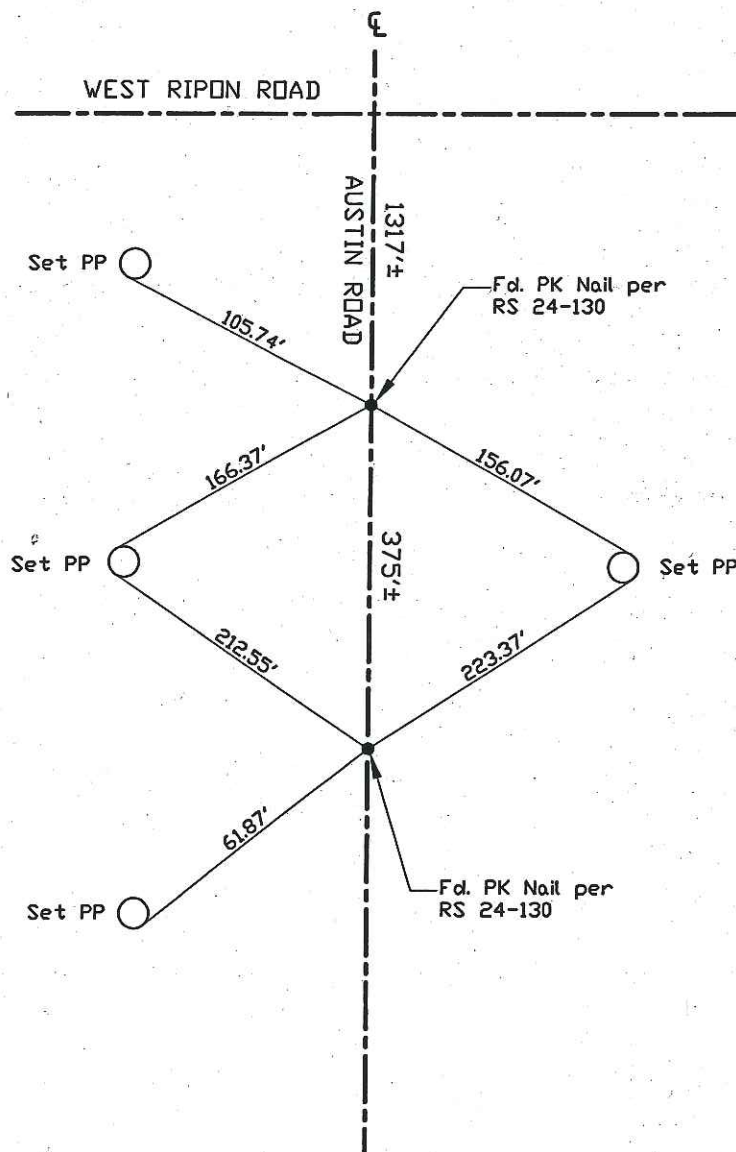 ℄
WEST RIPON ROAD
AUSTIN ROAD
1317'±
Set PP
105.74'
Fd. PK Nail per
RS 24-130
166.37'
156.07'
Set PP
375'±
Set PP
212.55'
223.37'
61.87'
Set PP
Fd. PK Nail per
RS 24-130